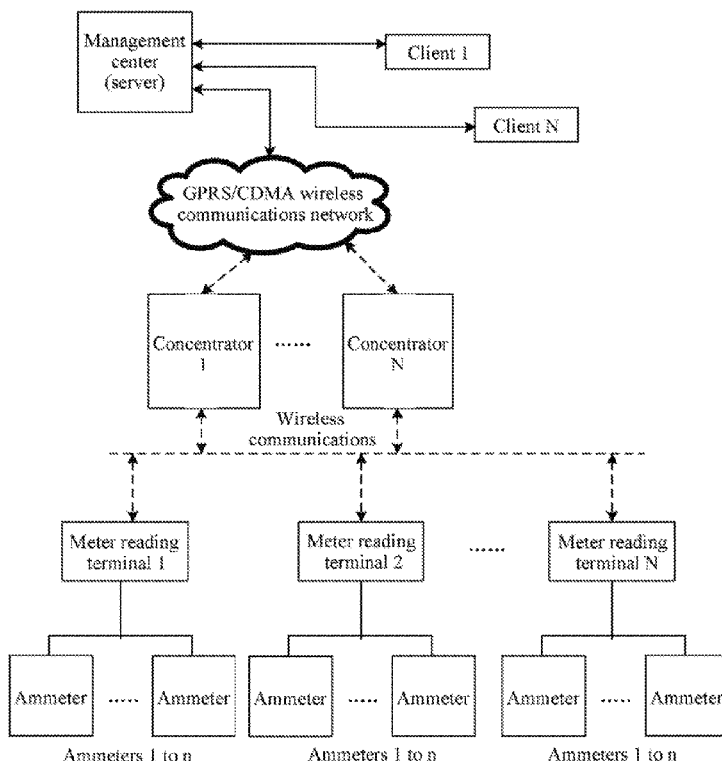 Management
center
(server)
Client 1
Client N
GPRS/CDMA wireless
communications network
Concentrator
1
......
Concentrator
N
Wireless
communications
Meter reading
terminal 1
Meter reading
terminal 2
......
Meter reading
terminal N
Ammeter
.....
Ammeter
Ammeter
.....
Ammeter
Ammeter
.....
Ammeter
Ammeters 1 to n
Ammeters 1 to n
Ammeters 1 to n